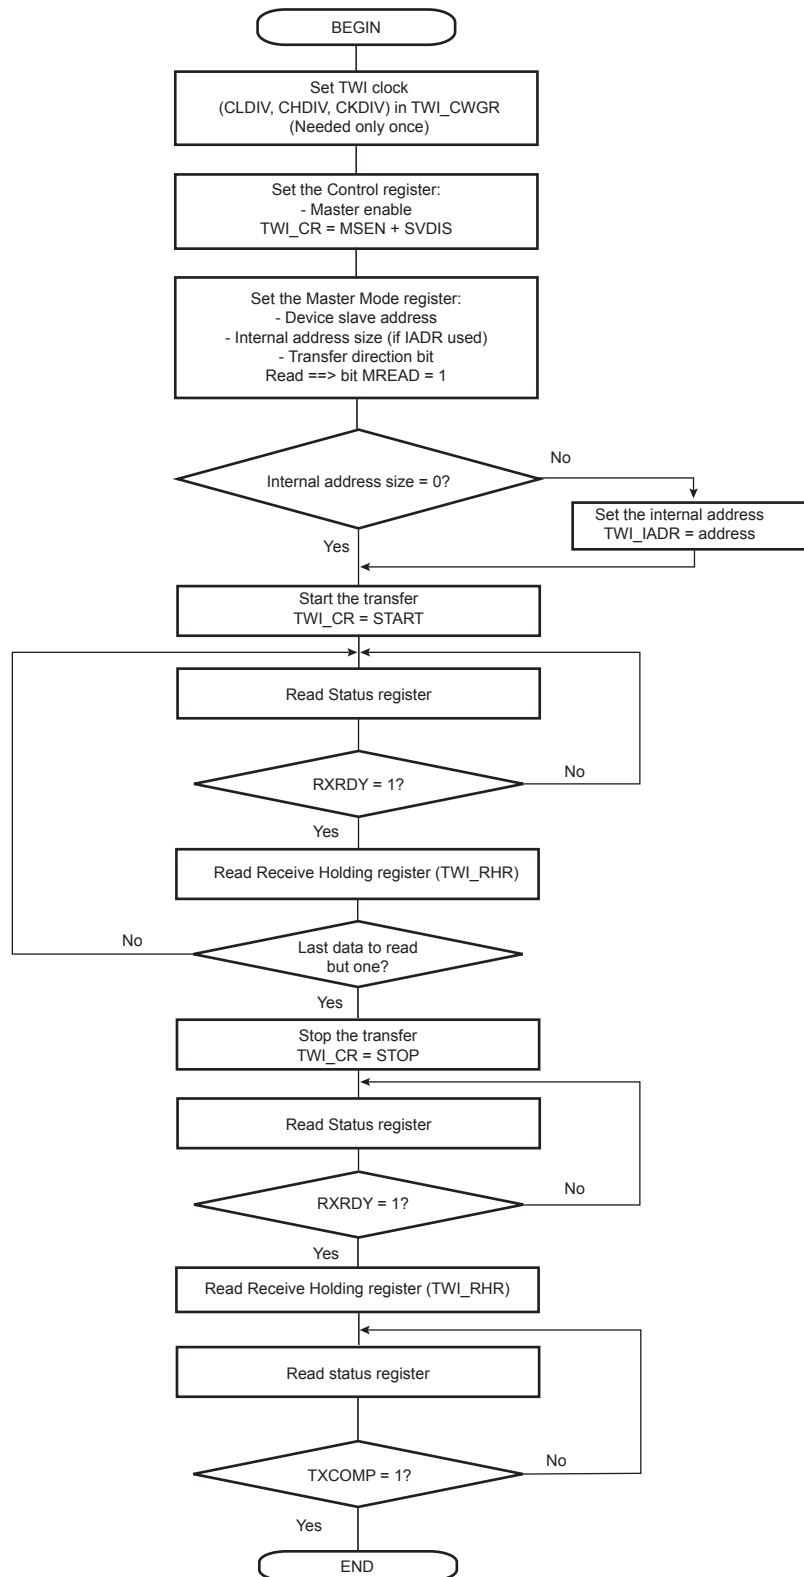 BEGIN
Set TWI clock
(CLDIV, CHDIV, CKDIV) in TWI_CWGR
(Needed only once)
Set the Control register:
- Master enable
TWI_CR = MSEN + SVDIS
Set the Master Mode register:
- Device slave address
- Internal address size (if IADR used)
- Transfer direction bit
Read ==> bit MREAD = 1
Internal address size = 0?
No
Set the internal address
TWI_IADR = address
Yes
Start the transfer
TWI_CR = START
Read Status register
RXRDY = 1?
No
Yes
Read Receive Holding register (TWI_RHR)
No
Last data to read
but one?
Yes
Stop the transfer
TWI_CR = STOP
Read Status register
RXRDY = 1?
No
Yes
Read Receive Holding register (TWI_RHR)
Read status register
TXCOMP = 1?
No
Yes
END